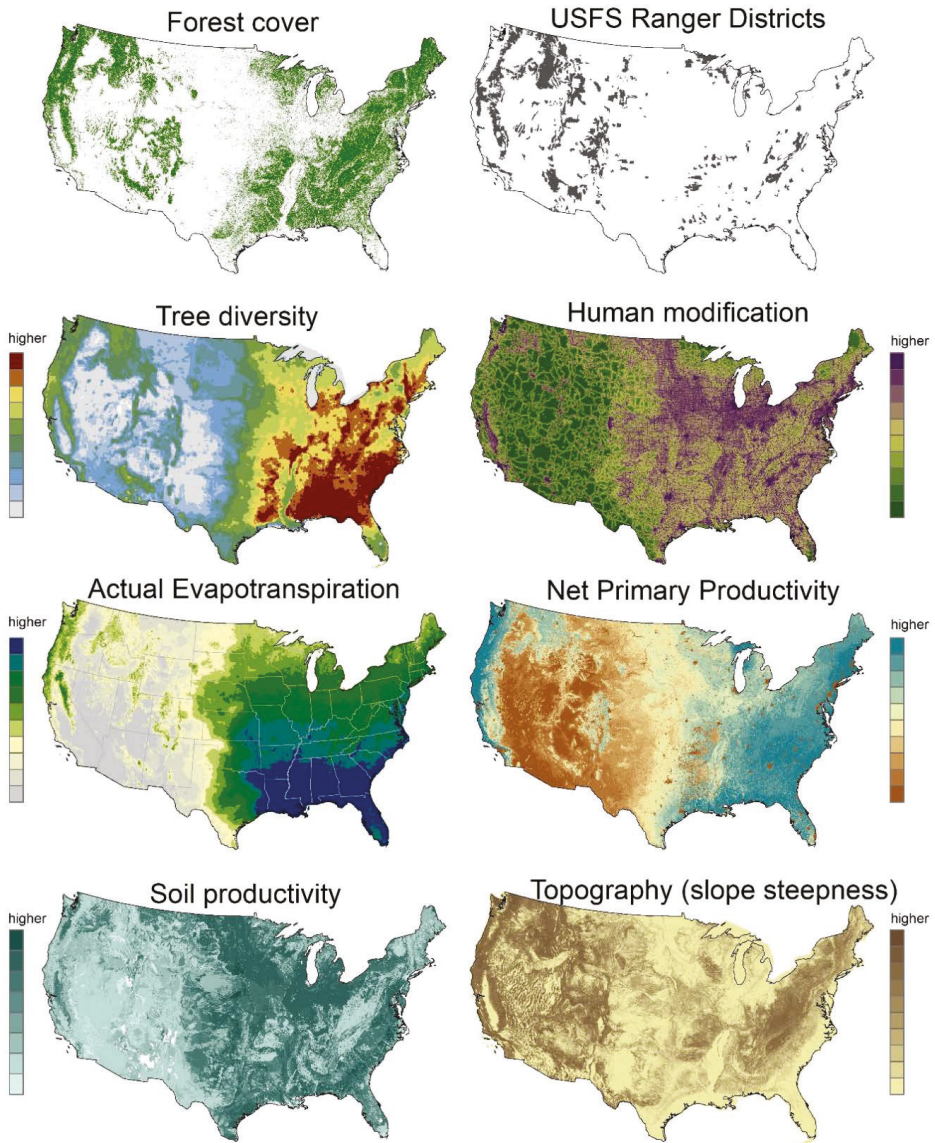 Forest cover
USFS Ranger Districts
Tree diversity
Human modification
higher
higher
Actual Evapotranspiration
Net Primary Productivity
higher
higher
Soil productivity
Topography (slope steepness)
higher
higher